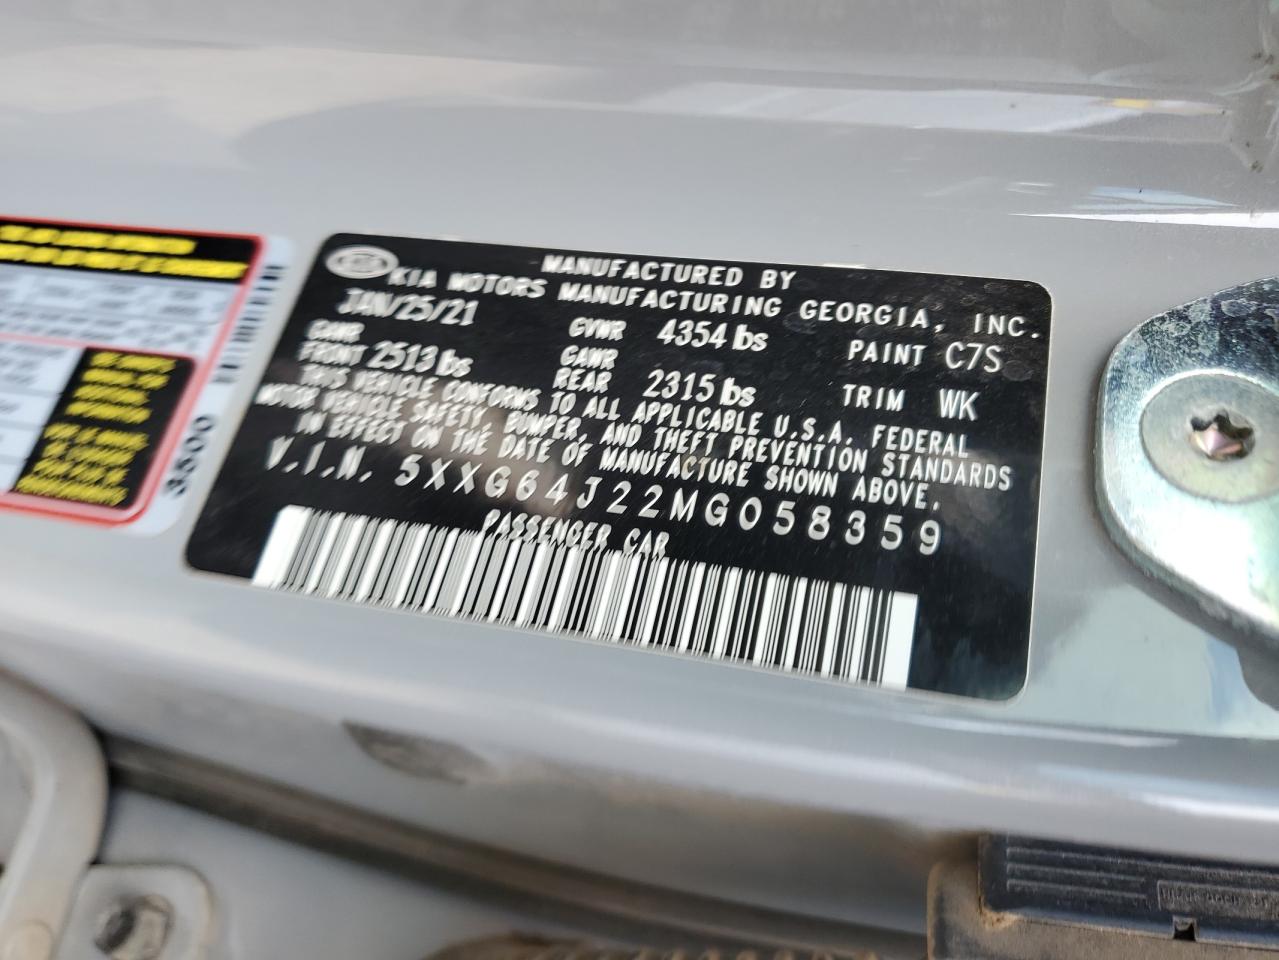 MANUFACTURED BY
KIA MOTORS MANUFACTURING GEORGIA, INC.
JAN/25/21 GVWR 4354 lbs PAINT C7S
GAWR FRONT 2513 lbs GAWR REAR 2315 lbs TRIM WK
THIS VEHICLE CONFORMS TO ALL APPLICABLE U.S.A. FEDERAL
MOTOR VEHICLE SAFETY, BUMPER, AND THEFT PREVENTION STANDARDS
IN EFFECT ON THE DATE OF MANUFACTURE SHOWN ABOVE.
V.I.N. 5XXG64J22MG058359
PASSENGER CAR
3500